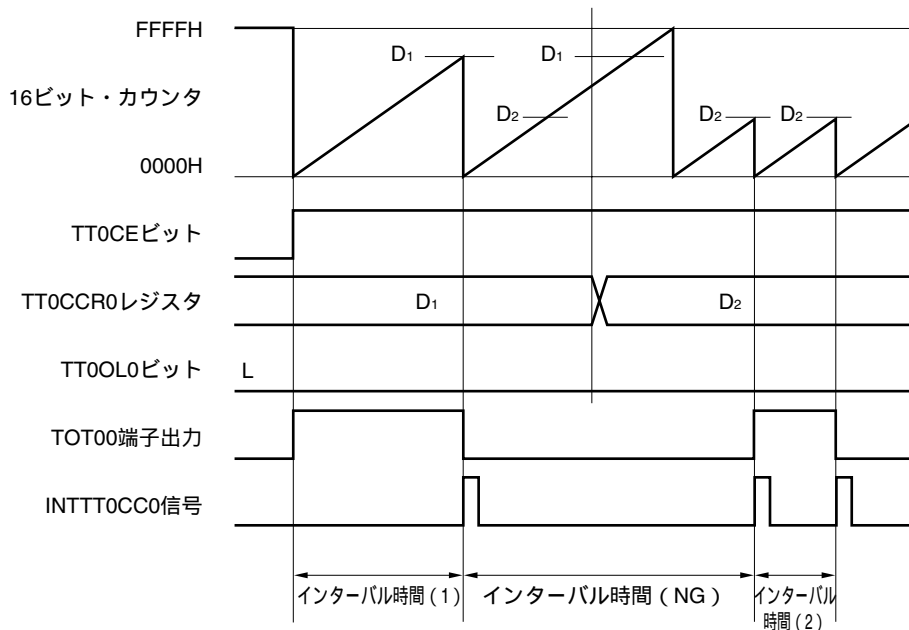 FFFFH
D1
D1
16ビット・カウンタ
D2
D2
D2
0000H
TT0CEビット
TT0CCR0レジスタ
D1
D2
TT0OL0ビット
L
TOT00端子出力
INTTT0CC0信号
インターバル時間（1）
インターバル時間（NG）
インターバル
時間（2）